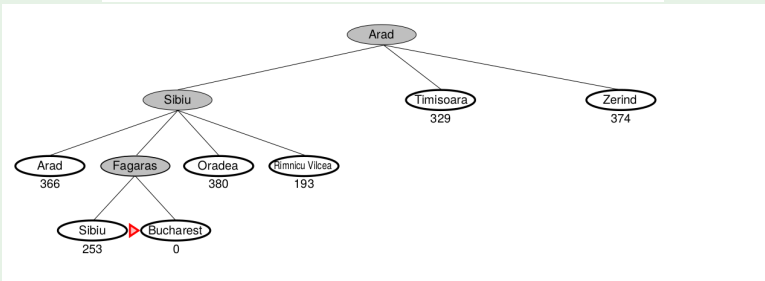 Arad
Sibiu Timisoara Zerind
329 374
Arad Fagaras Oradea Rimnicu Vilcea
366 380 193
Sibiu Bucharest
253 0